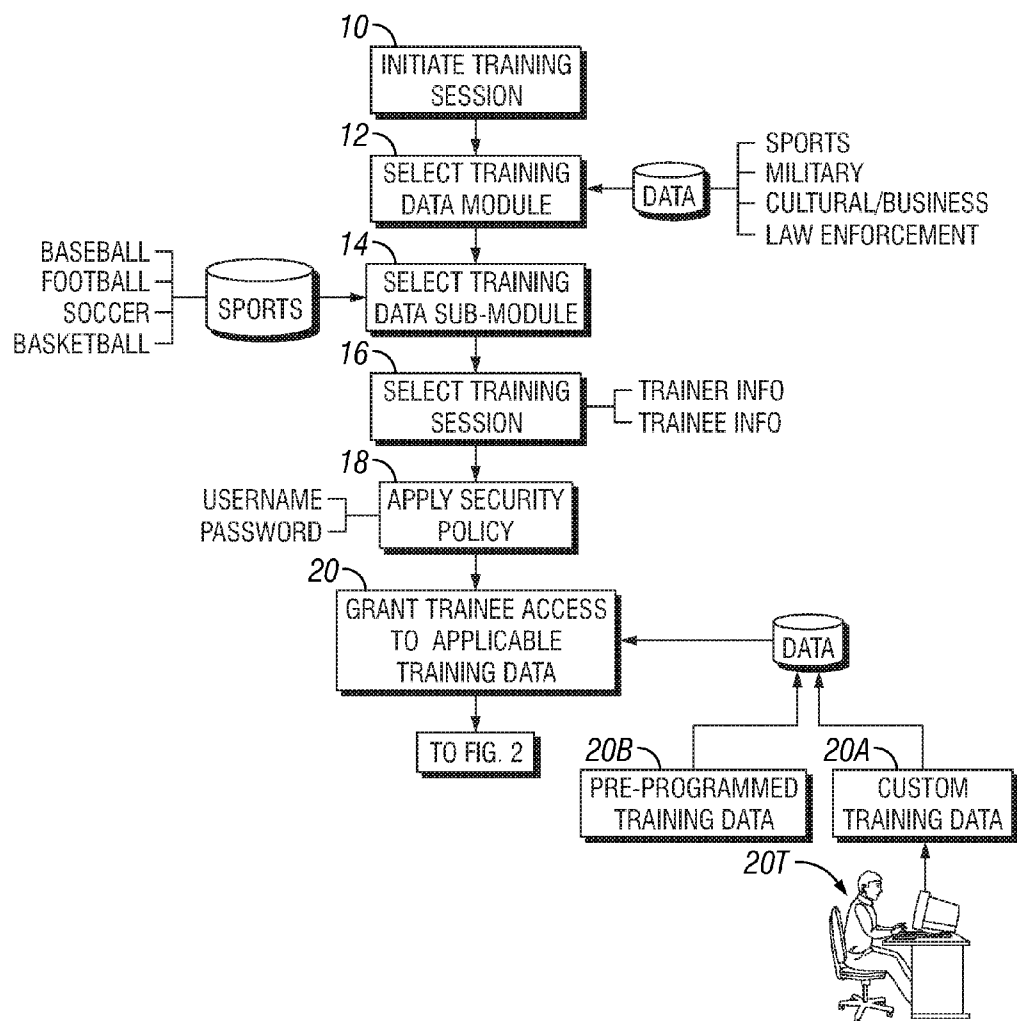 10
INITIATE TRAINING
SESSION
12
SELECT TRAINING
DATA MODULE
DATA
SPORTS
MILITARY
CULTURAL/BUSINESS
LAW ENFORCEMENT
BASEBALL
FOOTBALL
SOCCER
BASKETBALL
SPORTS
14
SELECT TRAINING
DATA SUB-MODULE
16
SELECT TRAINING
SESSION
TRAINER INFO
TRAINEE INFO
USERNAME
PASSWORD
18
APPLY SECURITY
POLICY
20
GRANT TRAINEE ACCESS
TO APPLICABLE
TRAINING DATA
DATA
TO FIG. 2
20B
PRE-PROGRAMMED
TRAINING DATA
20A
CUSTOM
TRAINING DATA
20T